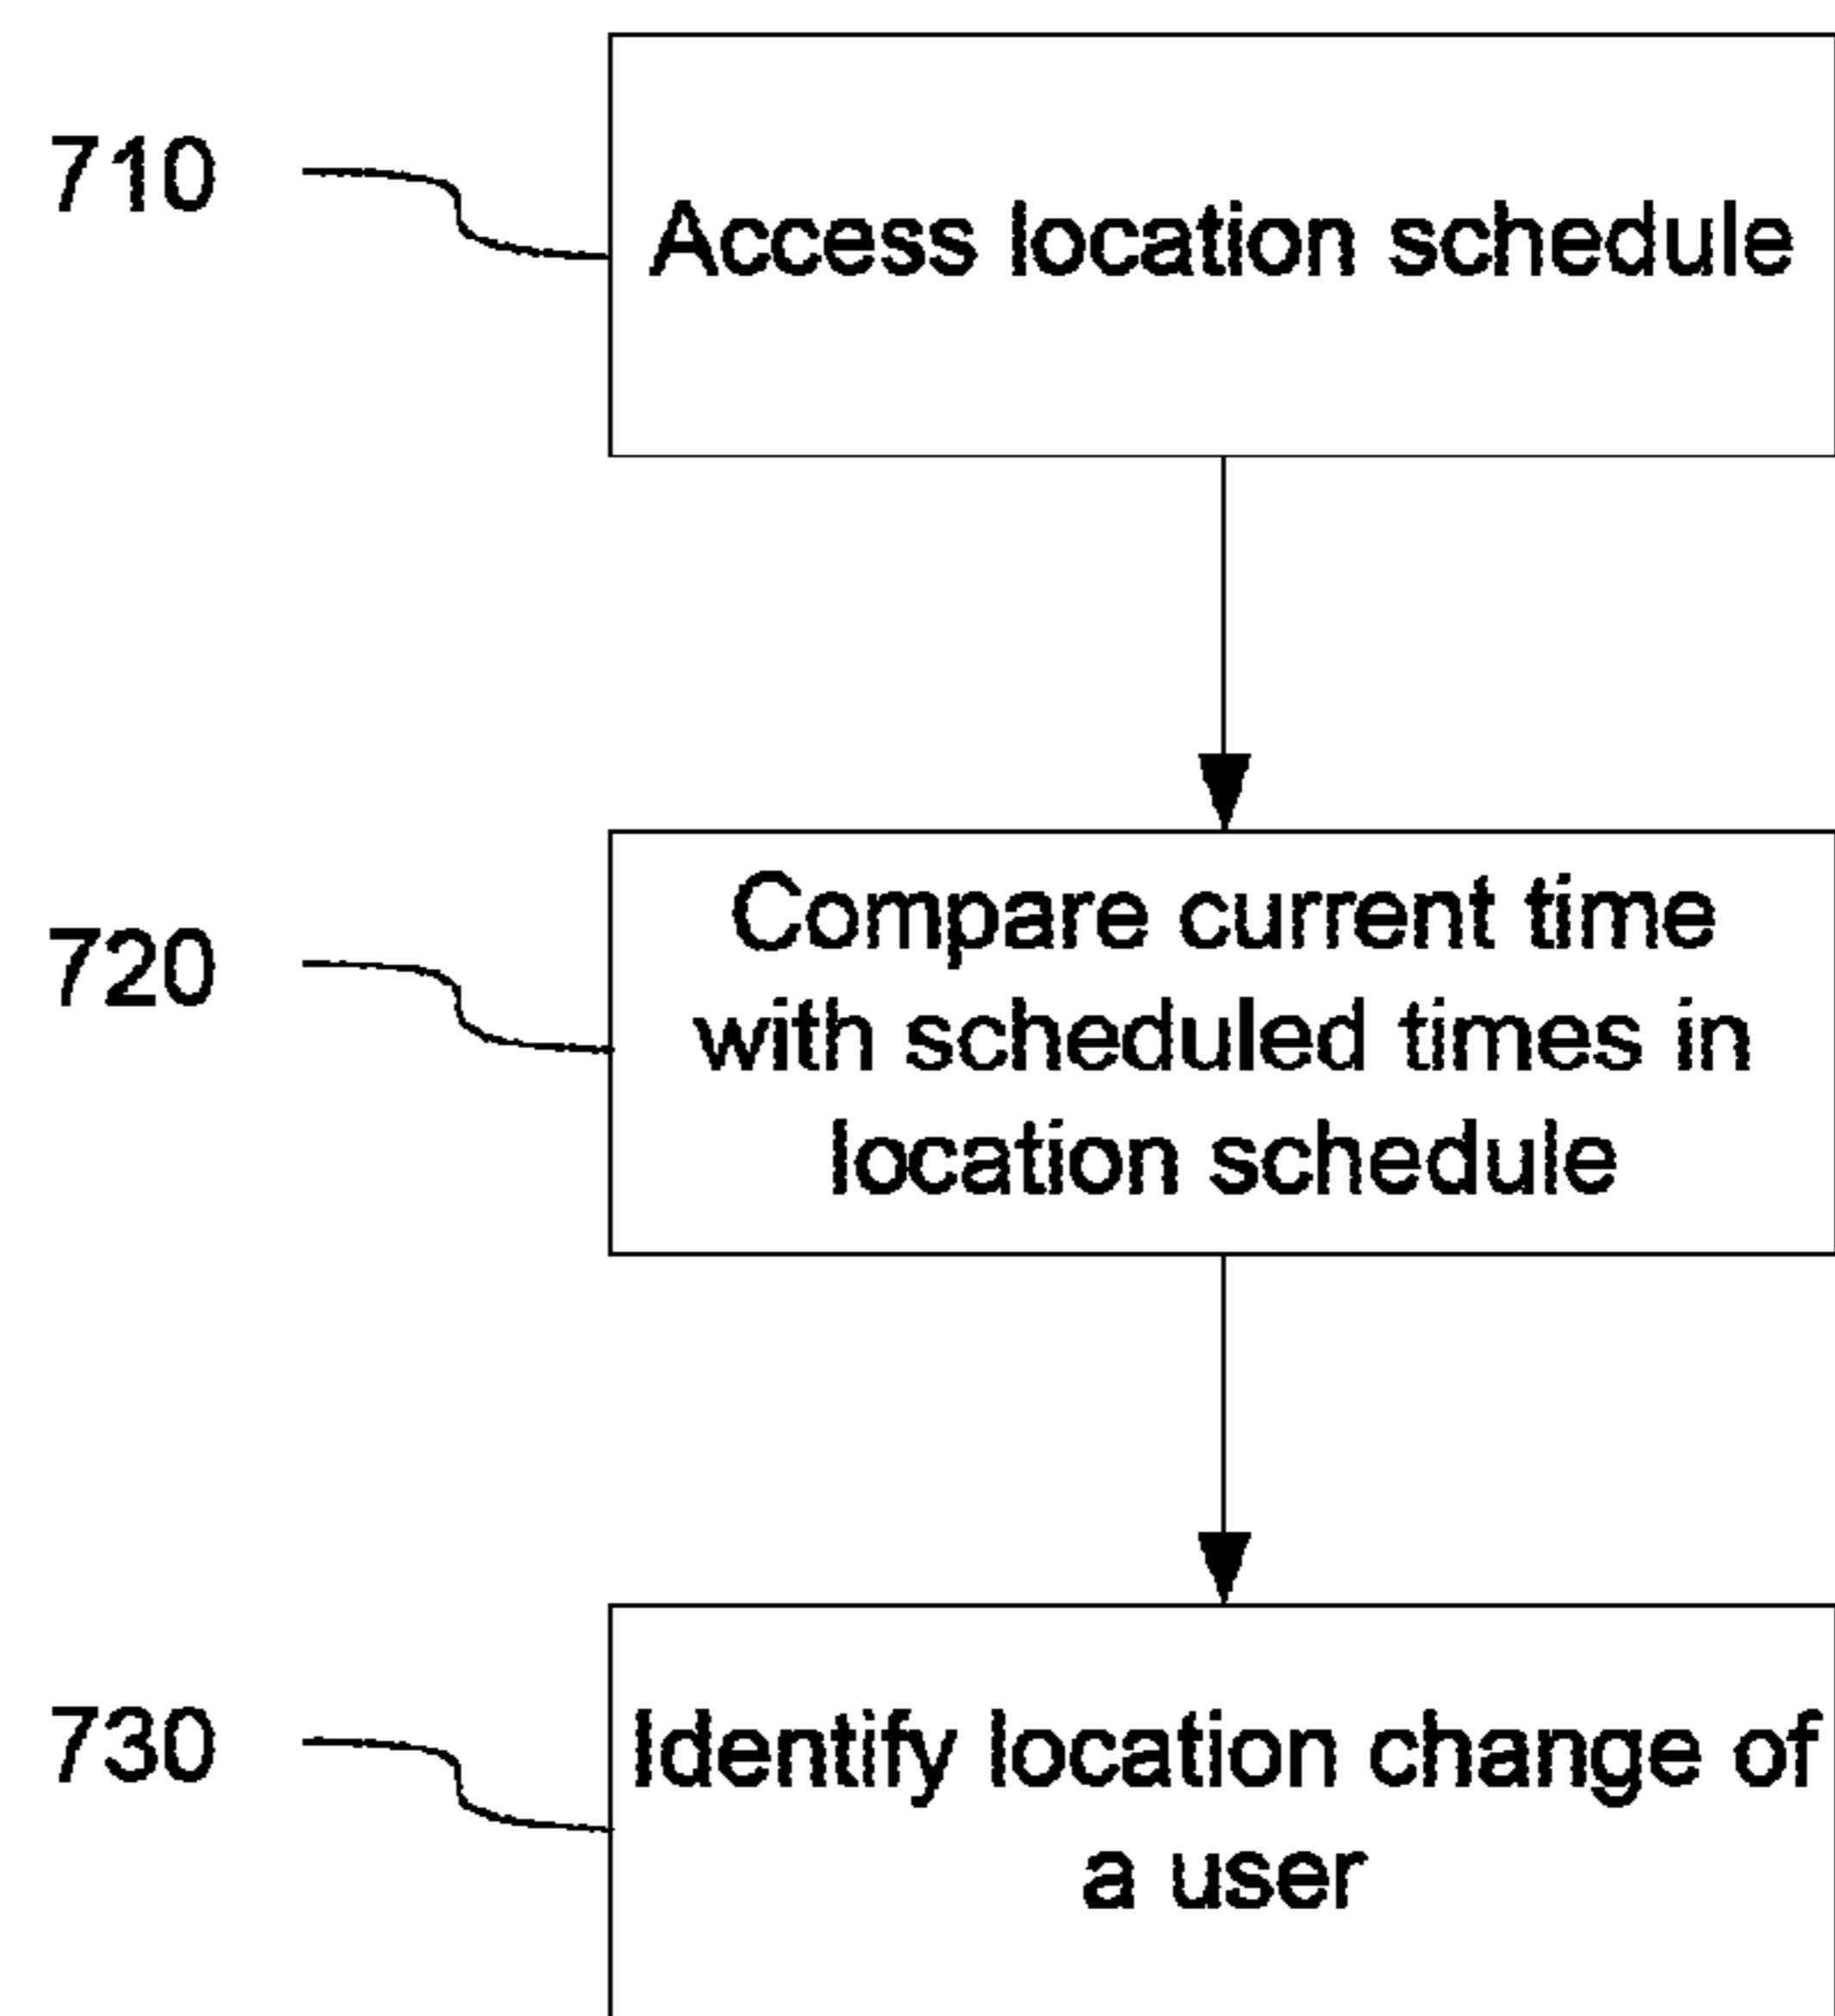 710
Access location schedule
720
Compare current time
with scheduled times in
location schedule
730
Identify location change of
a user